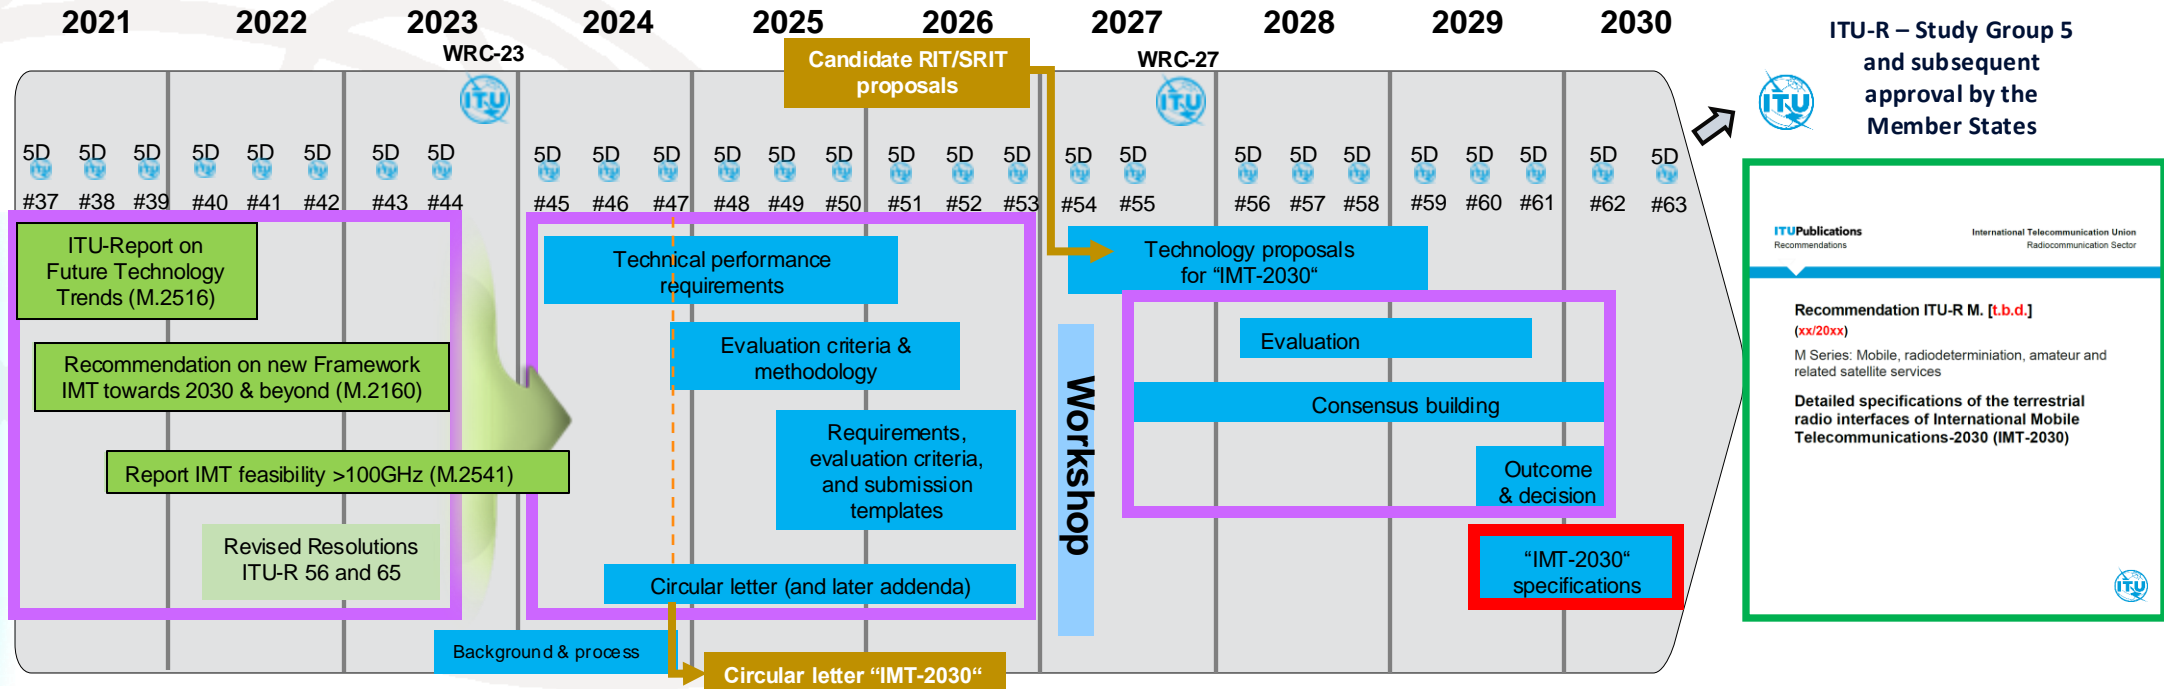 2021 2022 2023 2024 2025 2026 2027 2028 2029 2030
WRC-23
WRC-27
Candidate RIT/SRIT
proposals
ITU-R – Study Group 5
and subsequent
approval by the
Member States
ITU
ITU
ITU
5D 5D 5D 5D 5D 5D 5D 5D 5D 5D 5D 5D 5D 5D 5D 5D 5D 5D 5D 5D 5D 5D 5D 5D 5D 5D 5D
#37 #38 #39 #40 #41 #42 #43 #44 #45 #46 #47 #48 #49 #50 #51 #52 #53 #54 #55 #56 #57 #58 #59 #60 #61 #62 #63
ITU-Report on
Future Technology
Trends (M.2516)
Recommendation on new Framework
IMT towards 2030 & beyond (M.2160)
Report IMT feasibility >100GHz (M.2541)
Revised Resolutions
ITU-R 56 and 65
Background & process
Technical performance
requirements
Evaluation criteria &
methodology
Requirements,
evaluation criteria,
and submission
templates
Circular letter (and later addenda)
Circular letter “IMT-2030“
Workshop
Technology proposals
for “IMT-2030“
Evaluation
Consensus building
Outcome
& decision
“IMT-2030“
specifications
ITUPublications
Recommendations
International Telecommunication Union
Radiocommunication Sector
Recommendation ITU-R M. [t.b.d.]
(xx/20xx)
M Series: Mobile, radiodeterminiation, amateur and
related satellite services
Detailed specifications of the terrestrial
radio interfaces of International Mobile
Telecommunications-2030 (IMT-2030)
ITU